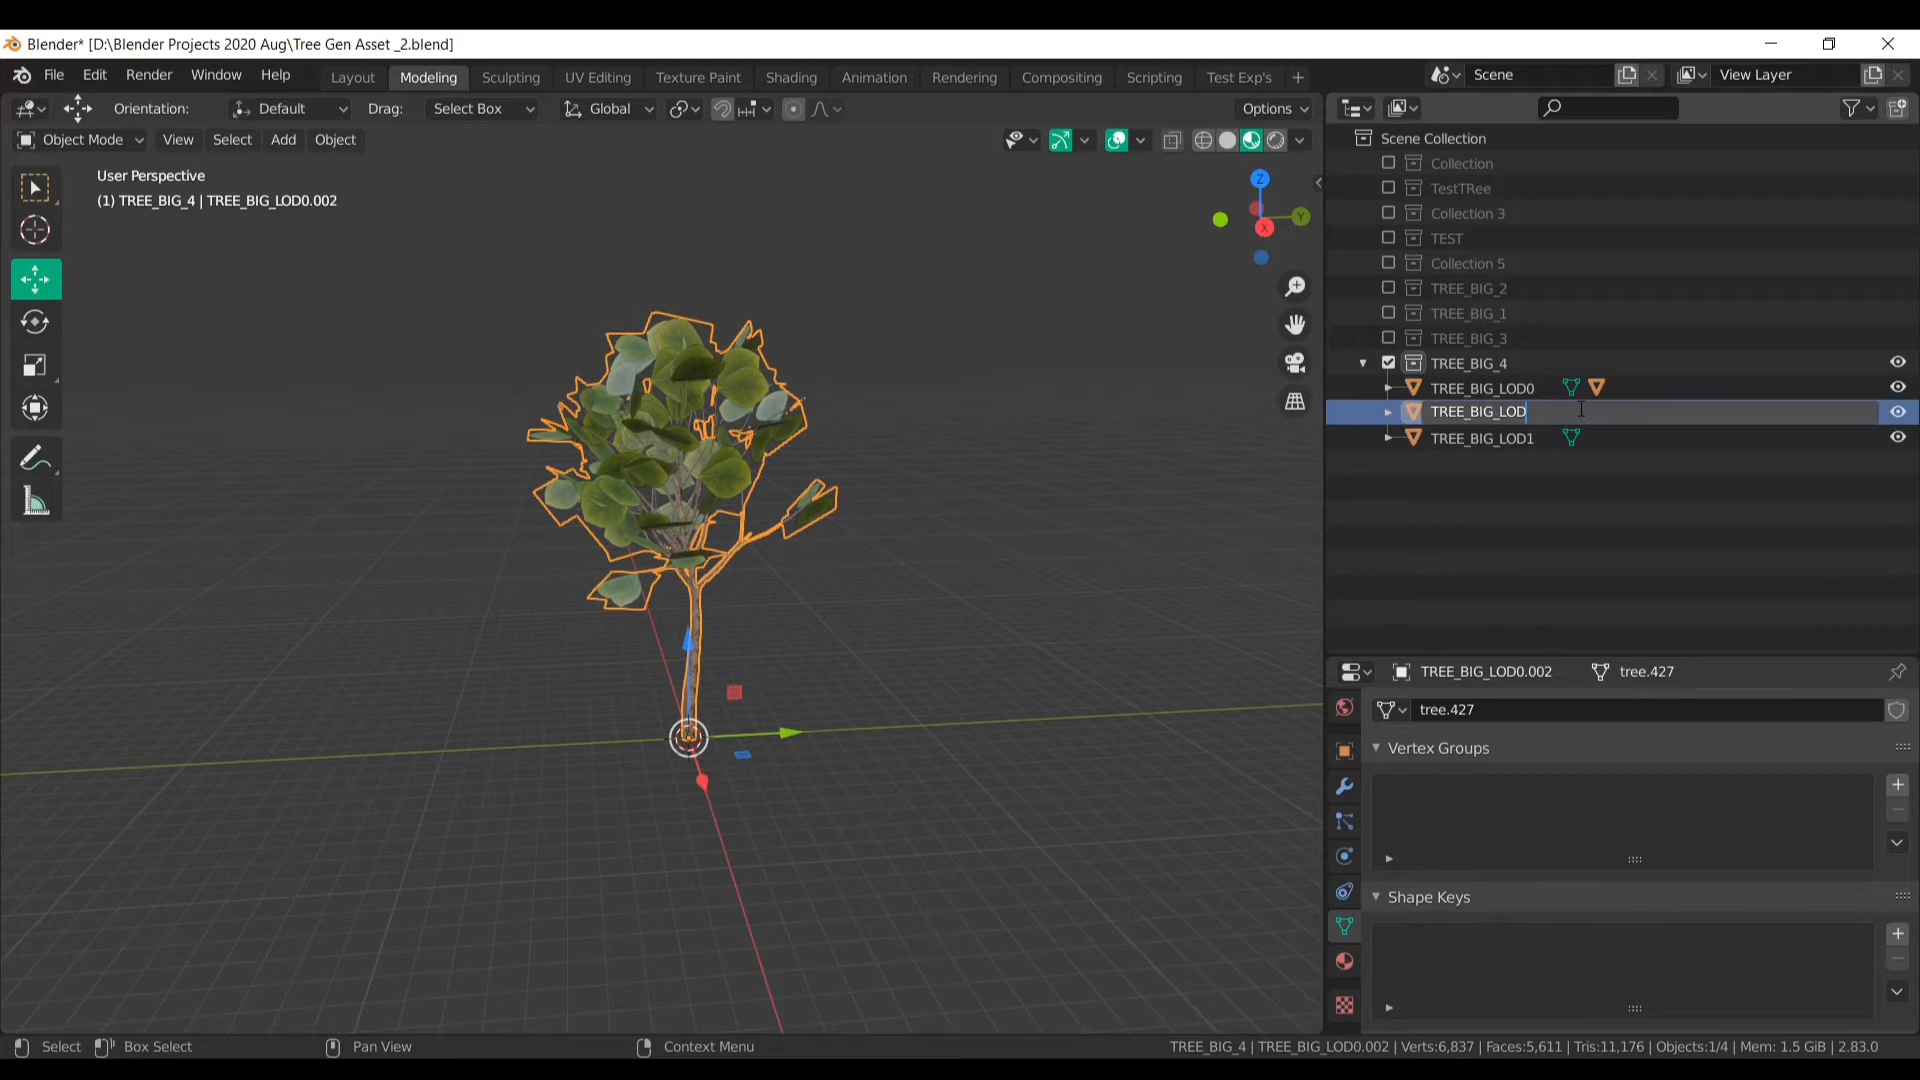 Blender* [D:\Blender Projects 2020 Aug\Tree Gen Asset _2.blend]
File Edit Render Window Help Layout Modeling Sculpting UV Editing Texture Paint Shading Animation Rendering Compositing Scripting Test Exp's + Scene View Layer
Orientation: Default Drag: Select Box Global Options
Object Mode View Select Add Object
User Perspective
(1) TREE_BIG_4 | TREE_BIG_LOD0.002
Z
Y
X
Scene Collection
Collection
TestTRee
Collection 3
TEST
Collection 5
TREE_BIG_2
TREE_BIG_1
TREE_BIG_3
TREE_BIG_4
TREE_BIG_LOD0
TREE_BIG_LOD
TREE_BIG_LOD1
TREE_BIG_LOD0.002 tree.427
tree.427
Vertex Groups
Shape Keys
Select Box Select Pan View Context Menu TREE_BIG_4 | TREE_BIG_LOD0.002 | Verts:6,837 | Faces:5,611 | Tris:11,176 | Objects:1/4 | Mem: 1.5 GiB | 2.83.0